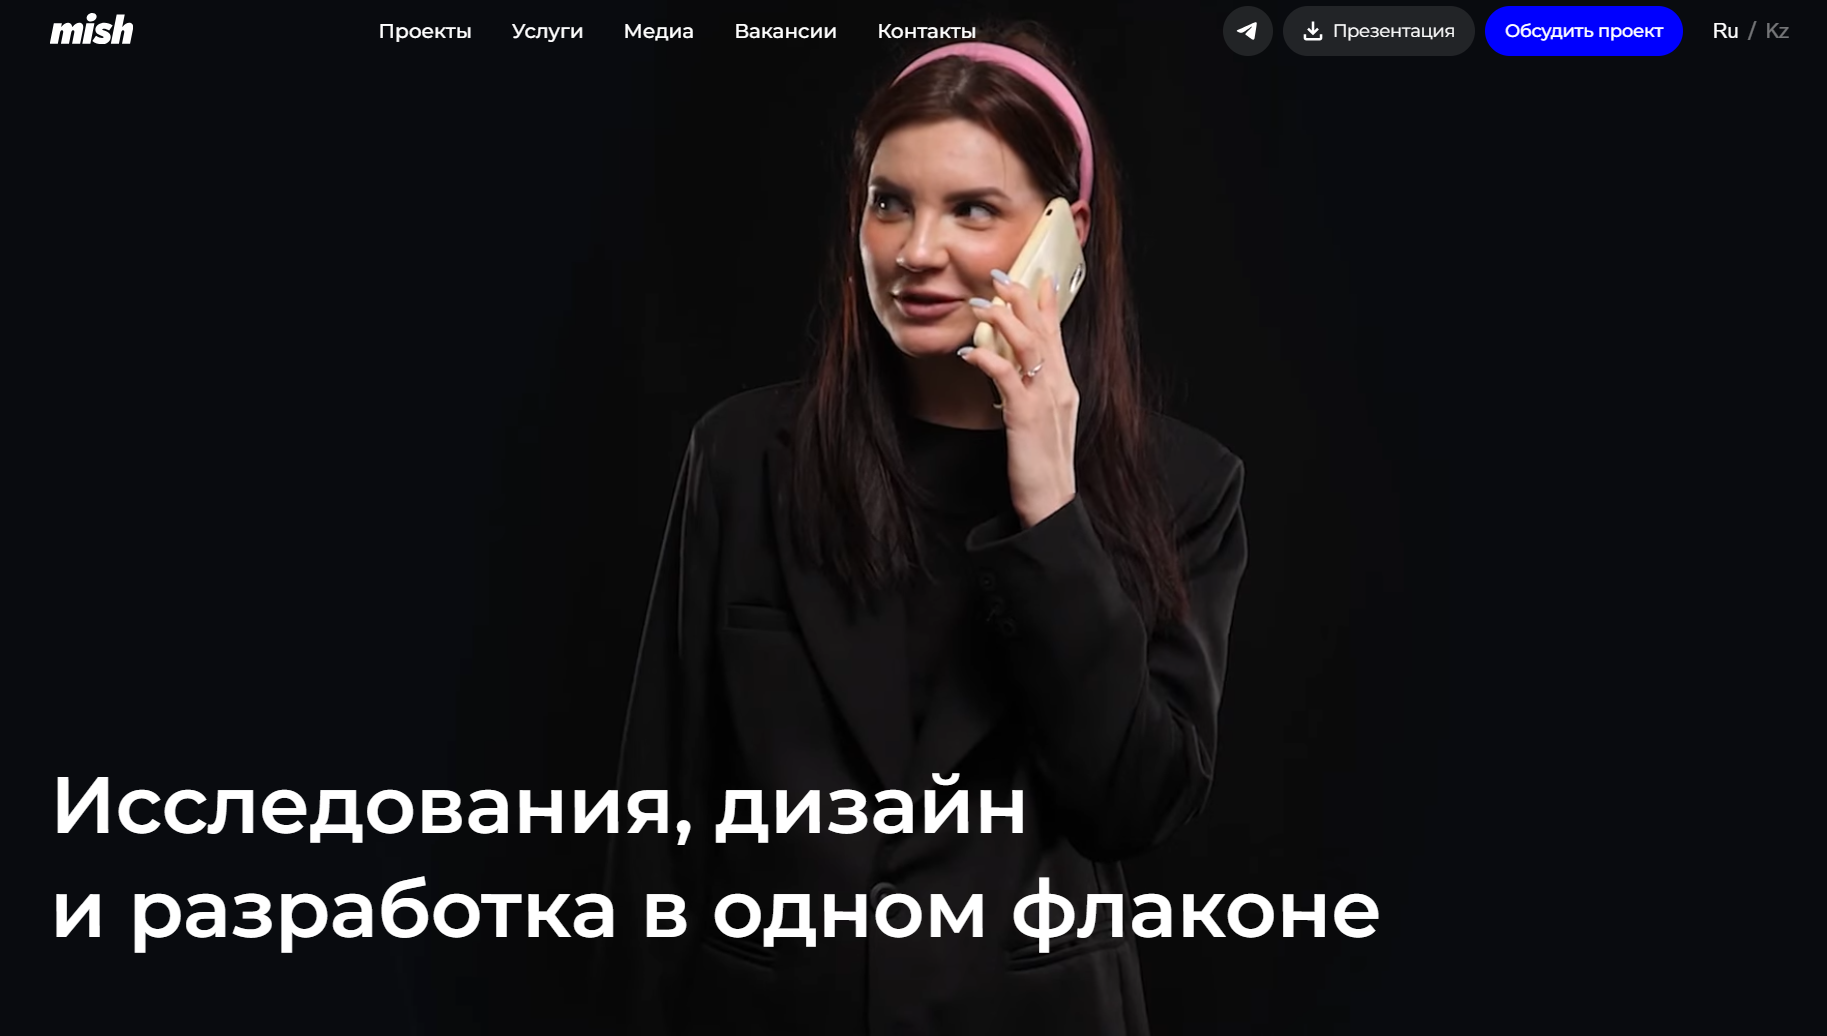 mish
Проекты
Услуги
Медиа
Вакансии
Контакты
Презентация
Обсудить проект
Ru / Kz
Исследования, дизайн
и разработка в одном флаконе